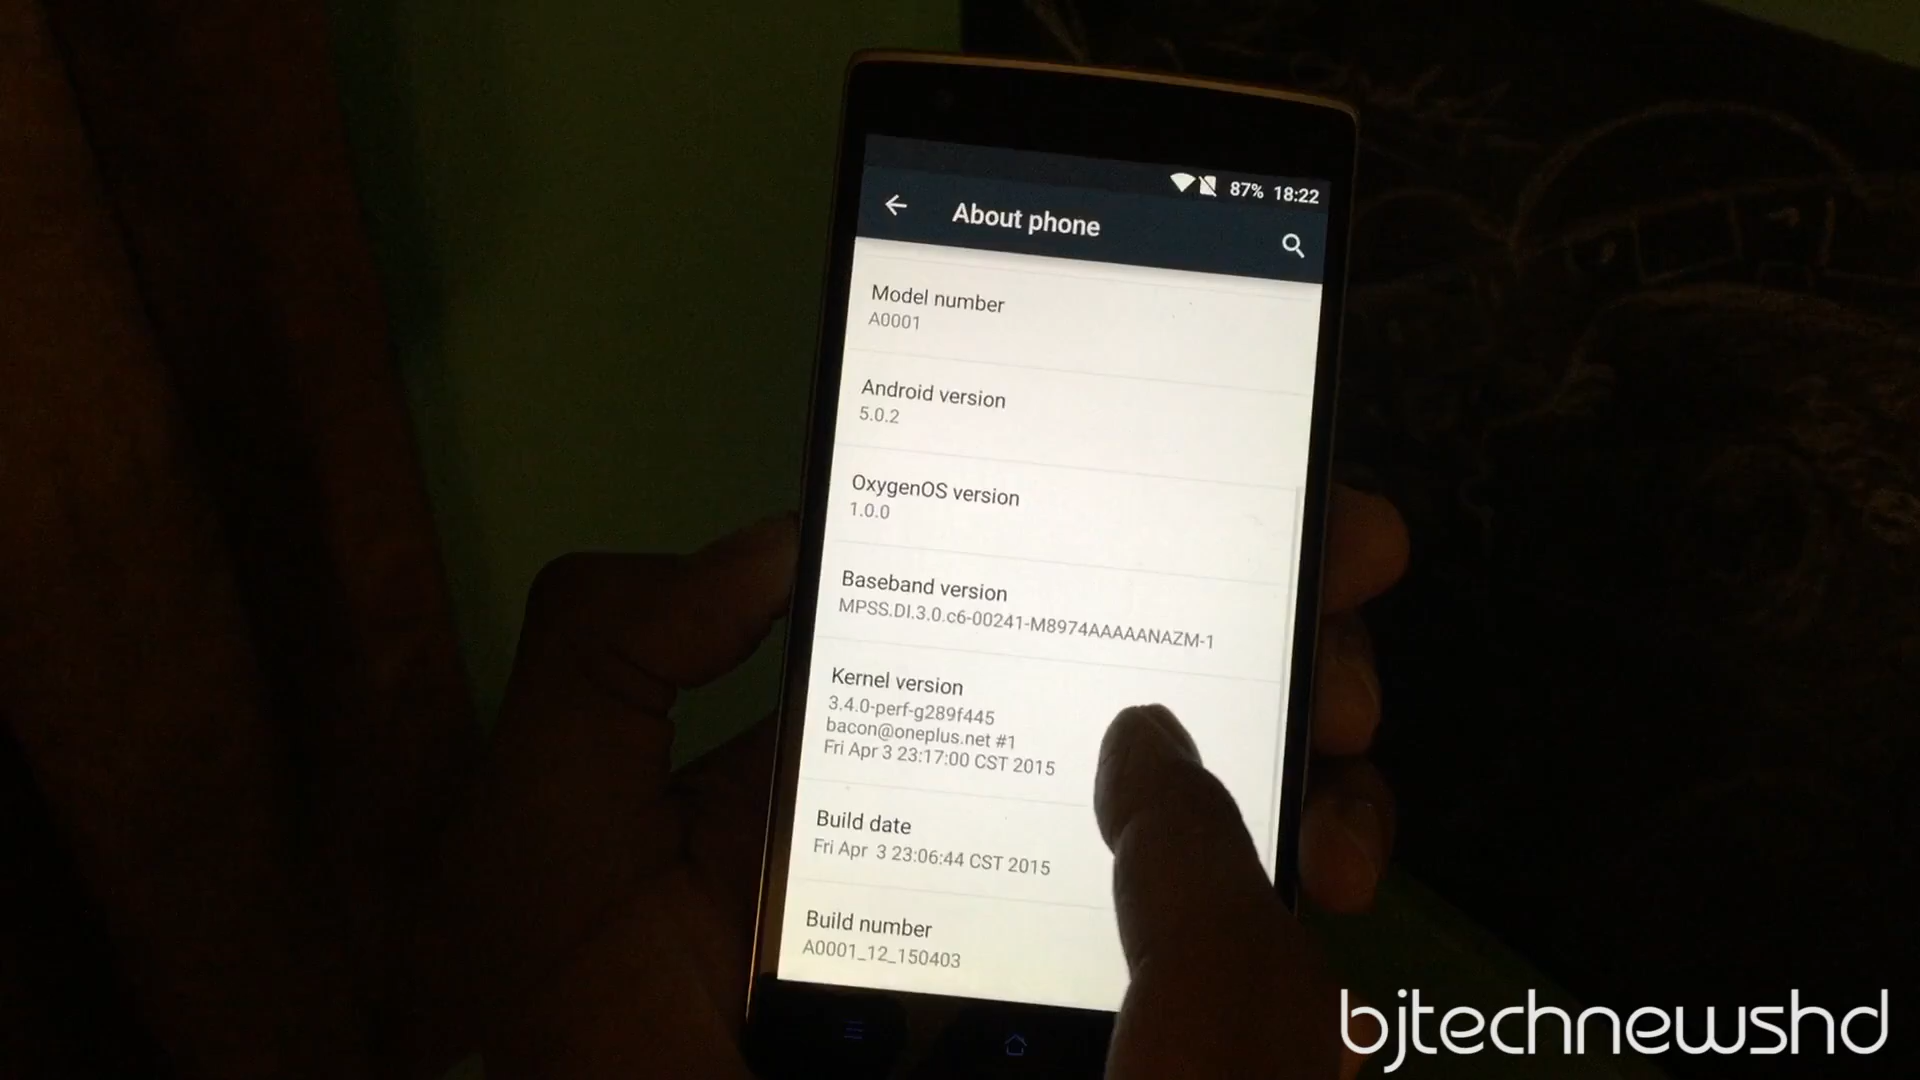 87% 18:22
About phone
Model number
A0001
Android version
5.0.2
OxygenOS version
1.0.0
Baseband version
MPSS.DI.3.0.c6-00241-M8974AAAAANAZM-1
Kernel version
3.4.0-perf-g289f445
bacon@oneplus.net #1
Fri Apr 3 23:17:00 CST 2015
Build date
Fri Apr  3 23:06:44 CST 2015
Build number
A0001_12_150403
bjtechnewshd